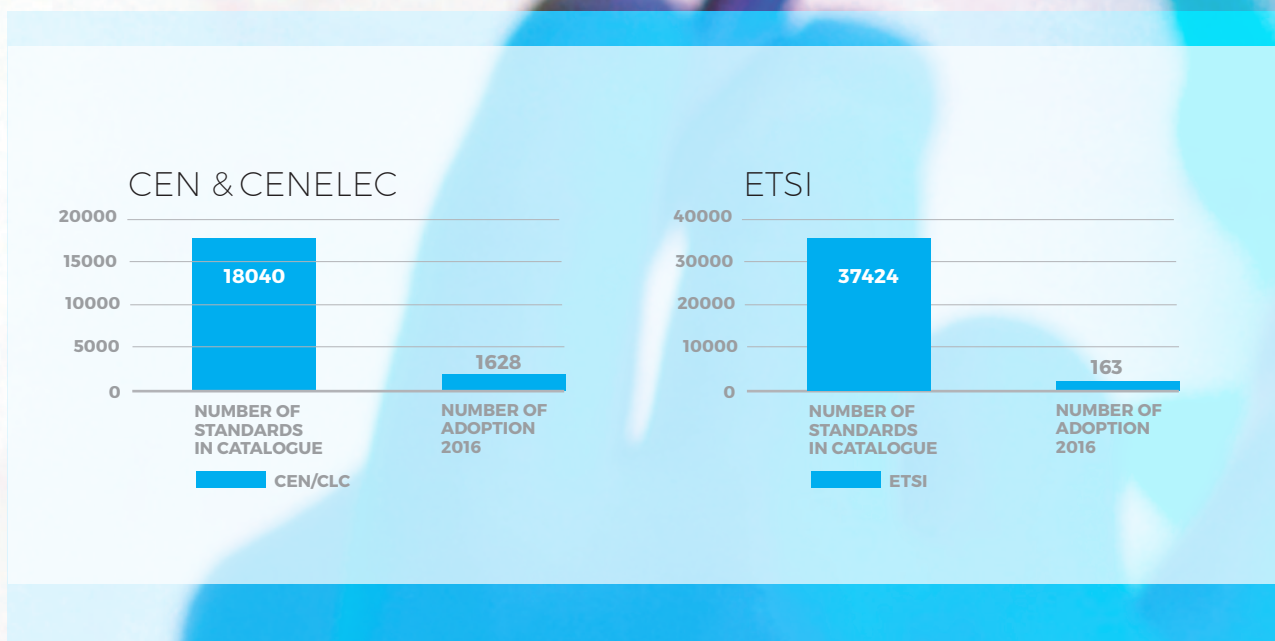 CEN & CENELEC
20000
15000
10000
5000
0
18040
1628
NUMBER OF
STANDARDS
IN CATALOGUE
NUMBER OF
ADOPTION
2016
CEN/CLC
ETSI
40000
30000
20000
10000
0
37424
163
NUMBER OF
STANDARDS
IN CATALOGUE
NUMBER OF
ADOPTION
2016
ETSI